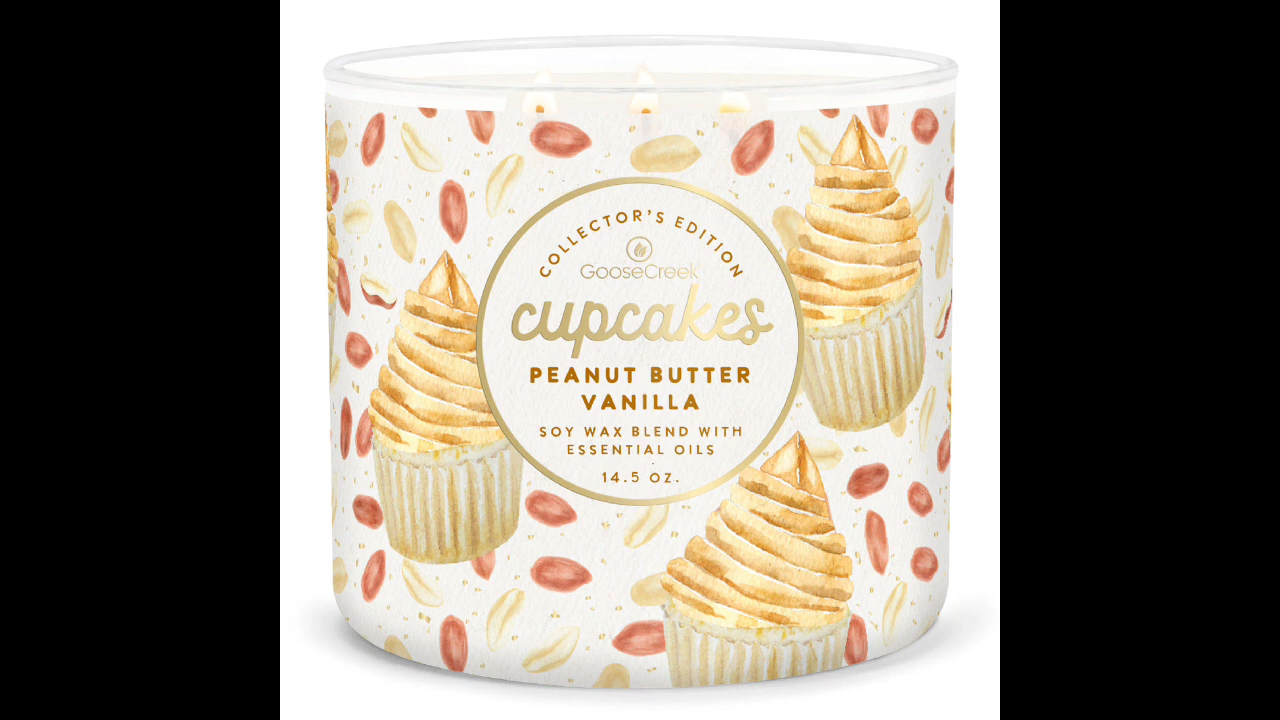 COLLECTOR'S EDITION
GooseCreek
cupcakes
PEANUT BUTTER
VANILLA
SOY WAX BLEND WITH
ESSENTIAL OILS
14.5 OZ.